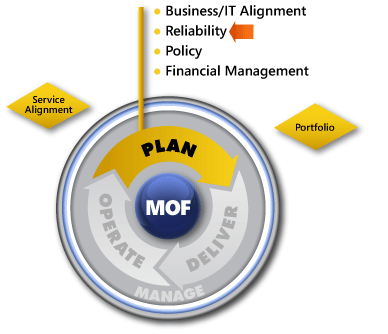 Business/IT Alignment
Reliability
Policy
Financial Management
Service
Alignment
Portfolio
PLAN
MOF
OPERATE
DELIVER
MANAGE